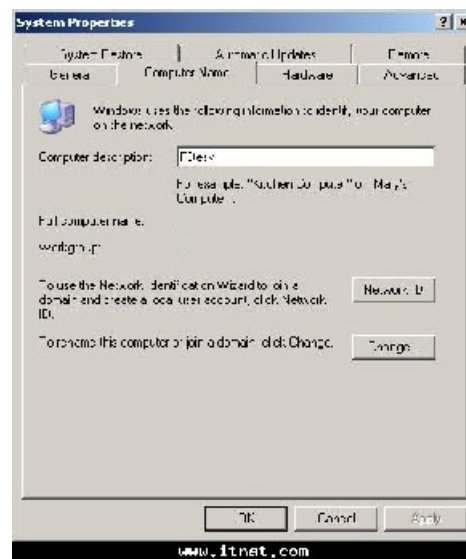 System Properties
System Restore Automatic Updates Remote
General Computer Name Hardware Advanced
Windows uses the following information to identify your computer
on the network.
Computer description:
For example: "Kitchen Computer" or "Mary's
Computer".
Full computer name:
Workgroup:
To use the Network Identification Wizard to join a
domain and create a local user account, click Network
ID.
Network ID
To rename this computer or join a domain, click Change.
Change...
OK Cancel Apply
www.itnat.com